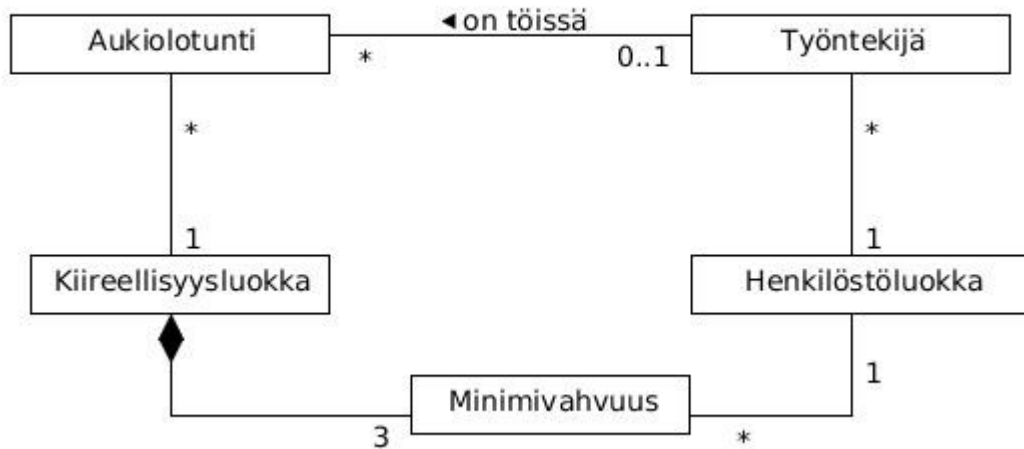 Aukiolotunti
◄ on töissä
Työntekijä
*
0..1
*
*
1
1
Kiireellisyysluokka
Henkilöstöluokka
1
Minimivahvuus
3
*